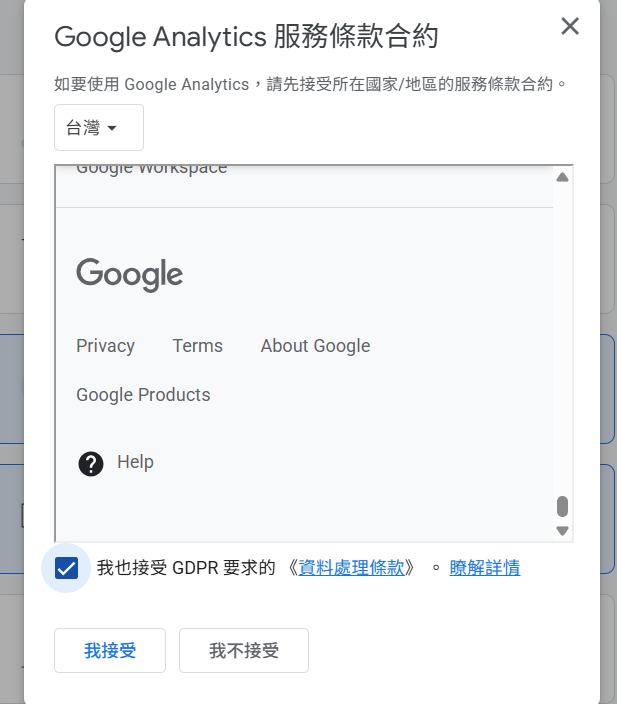 Google Analytics 服務條款合約
如要使用 Google Analytics，請先接受所在國家/地區的服務條款合約。
台灣
Google Workspace
Google
Privacy Terms About Google
Google Products
Help
我也接受 GDPR 要求的 《資料處理條款》 。 瞭解詳情
我接受 我不接受